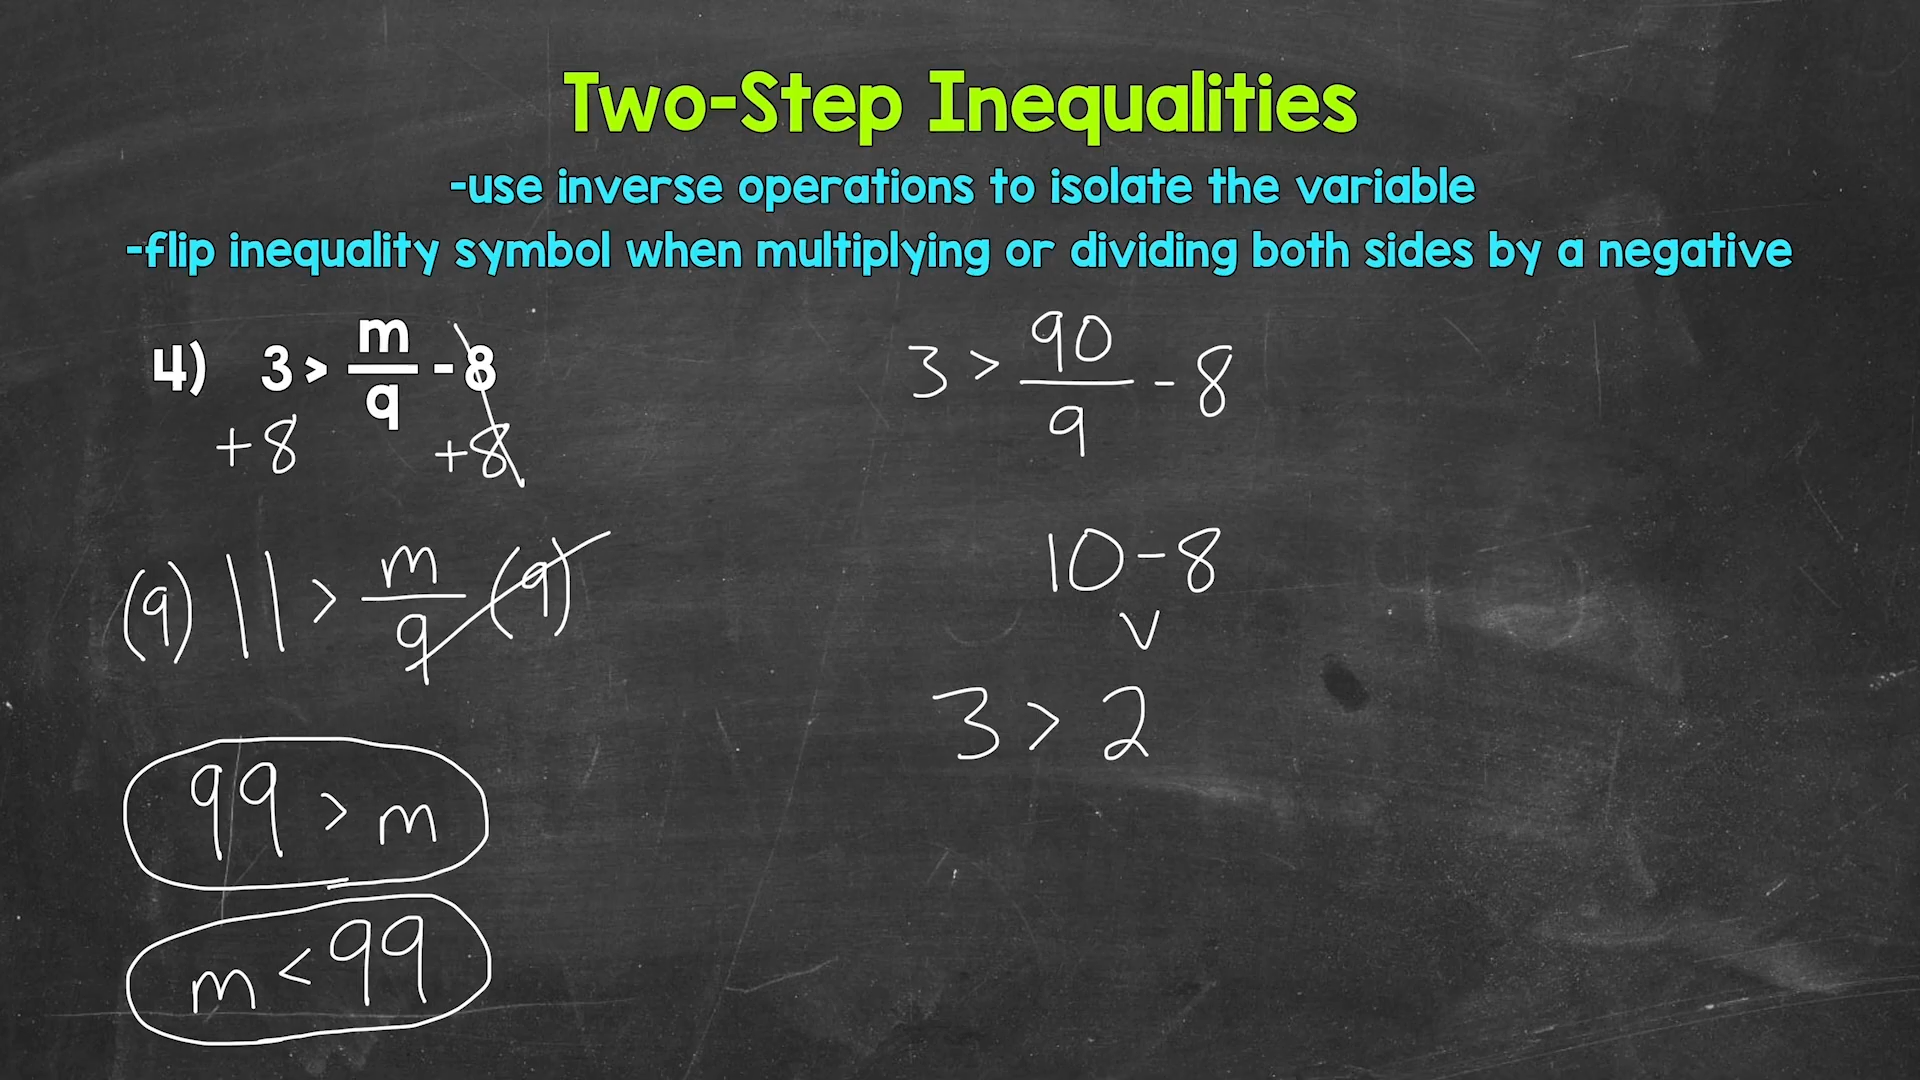 Two-Step Inequalities
-use inverse operations to isolate the variable
-flip inequality symbol when multiplying or dividing both sides by a negative
4) 3 > m/9 - 8
+8 +8
(9) 11 > m/9 (9)
99 > m
m < 99
3 > 90/9 - 8
10 - 8
v
3 > 2